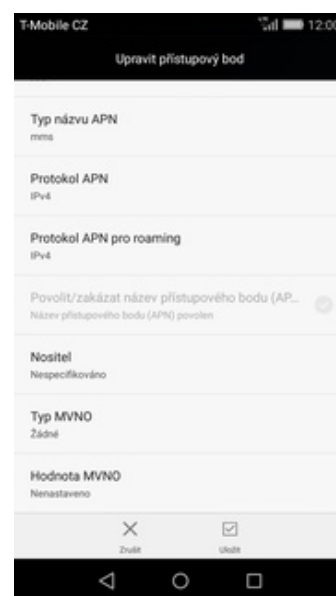 T-Mobile CZ 12:00
Upravit přístupový bod
Typ názvu APN
mms
Protokol APN
IPv4
Protokol APN pro roaming
IPv4
Povolit/zakázat název přístupového bodu (AP...
Název přístupového bodu (APN) povolen
Nositel
Nespecifikováno
Typ MVNO
Žádné
Hodnota MVNO
Nenastaveno
Zrušit Uložit